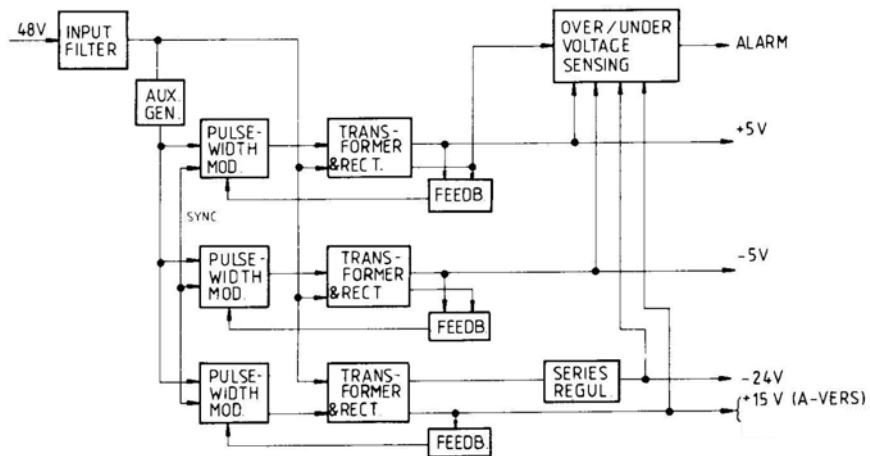 48V
INPUT
FILTER
OVER/UNDER
VOLTAGE
SENSING
ALARM
AUX.
GEN.
PULSE-
WIDTH
MOD.
TRANS-
FORMER
&RECT.
+5V
FEEDB.
SYNC
PULSE-
WIDTH
MOD.
TRANS-
FORMER
&RECT
-5V
FEEDB.
PULSE-
WIDTH
MOD.
TRANS-
FORMER
&RECT.
SERIES
REGUL.
-24V
+15V (A-VERS)
FEEDB.